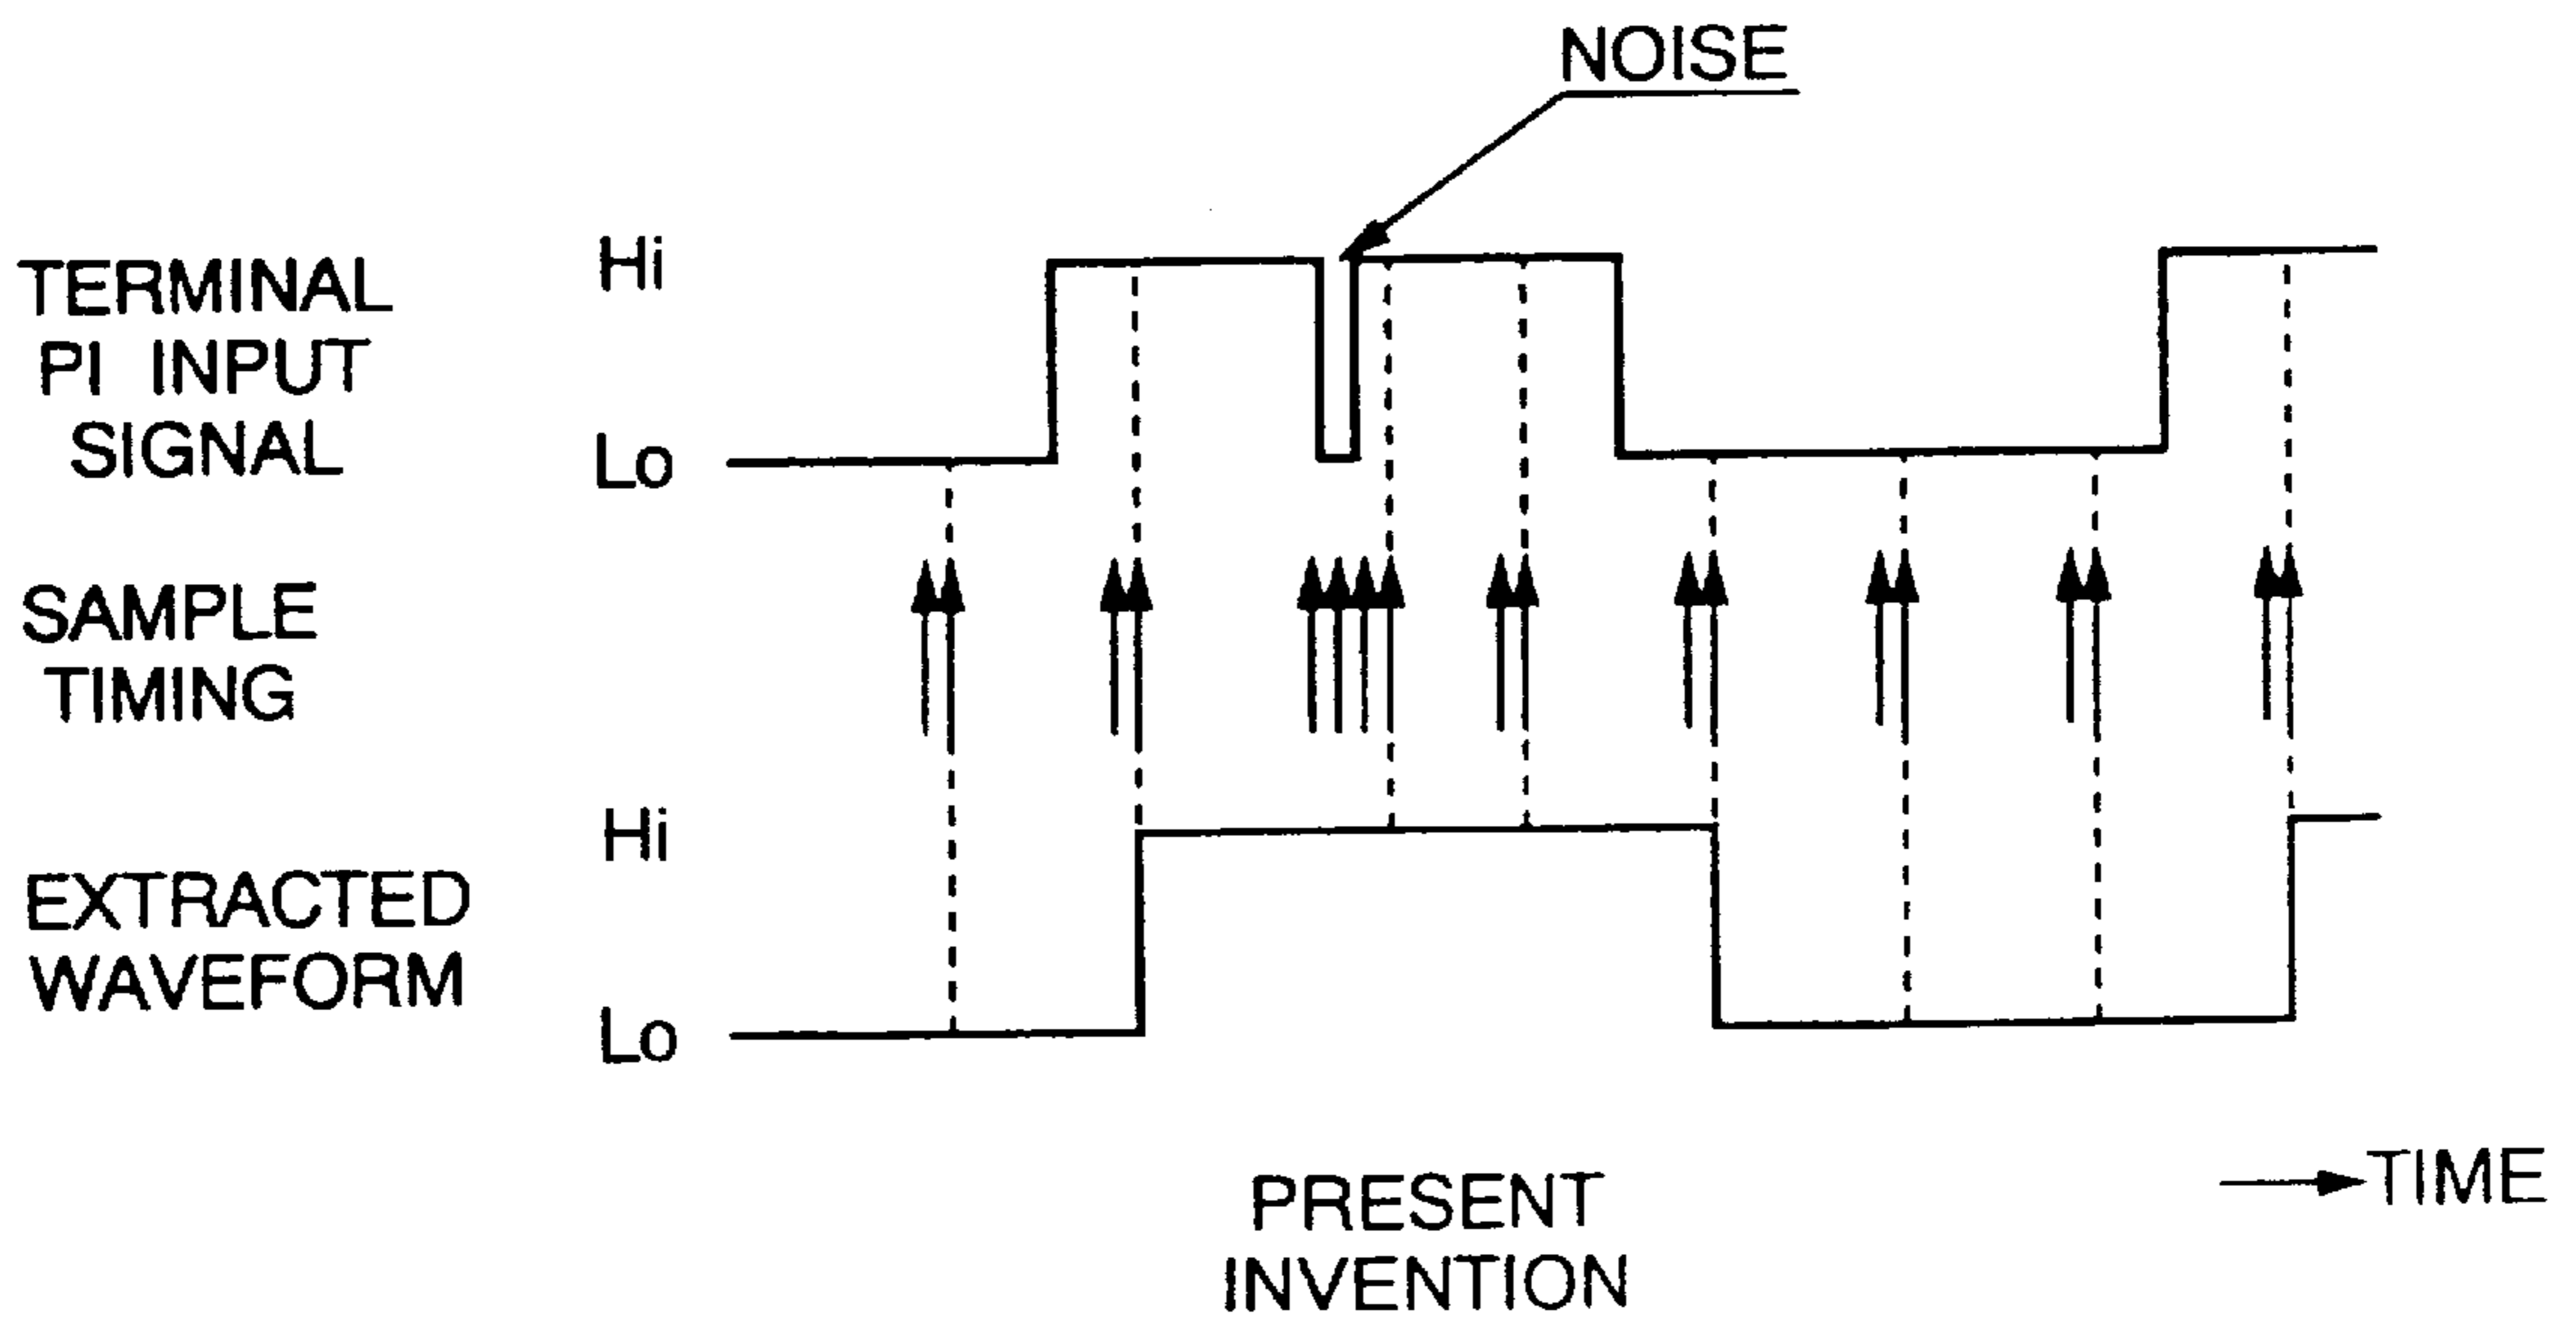 NOISE
Hi
TERMINAL
PI INPUT
SIGNAL
Lo
SAMPLE
TIMING
Hi
EXTRACTED
WAVEFORM
Lo
TIME
PRESENT
INVENTION